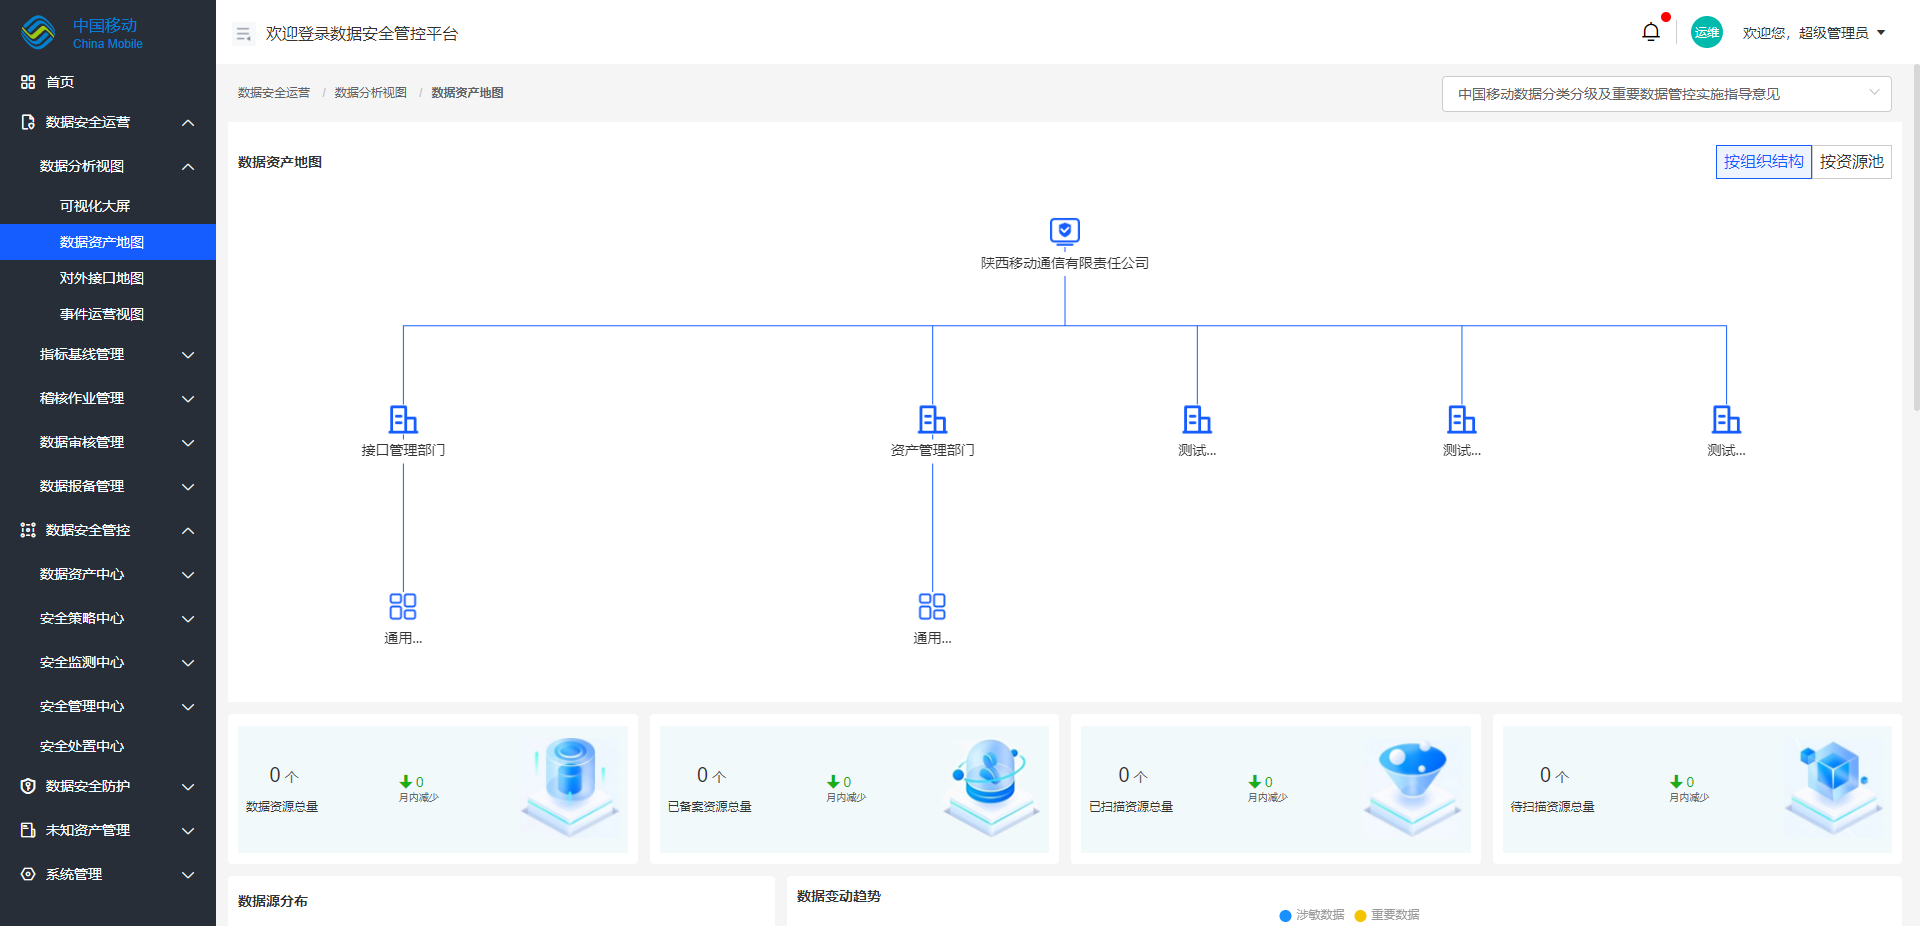 中国移动
China Mobile
首页
数据安全运营
数据分析视图
可视化大屏
数据资产地图
对外接口地图
事件运营视图
指标基线管理
稽核作业管理
数据审核管理
数据报备管理
数据安全管控
数据资产中心
安全策略中心
安全监测中心
安全管理中心
安全处置中心
数据安全防护
未知资产管理
系统管理
欢迎登录数据安全管控平台
运维
欢迎您，超级管理员
数据安全运营 / 数据分析视图 / 数据资产地图
中国移动数据分类分级及重要数据管控实施指导意见
数据资产地图
按组织结构 按资源池
陕西移动通信有限责任公司
接口管理部门 资产管理部门 测试... 测试... 测试...
通用... 通用...
0 个
数据资源总量
0
月内减少
0 个
已备案资源总量
0
月内减少
0 个
已扫描资源总量
0
月内减少
0 个
待扫描资源总量
0
月内减少
数据源分布
数据变动趋势
涉敏数据 重要数据